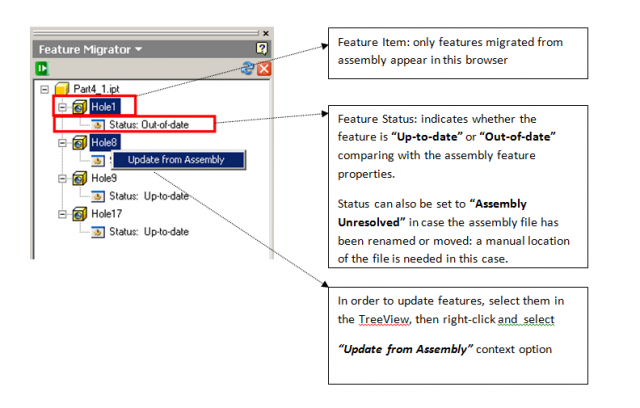 Feature Migrator
Part4_1.ipt
Hole1
Status: Out-of-date
Hole8
Update from Assembly
Hole9
Status: Up-to-date
Hole17
Status: Up-to-date
Feature Item: only features migrated from
assembly appear in this browser
Feature Status: indicates whether the
feature is “Up-to-date” or “Out-of-date”
comparing with the assembly feature
properties.
Status can also be set to “Assembly
Unresolved” in case the assembly file has
been renamed or moved: a manual location
of the file is needed in this case.
In order to update features, select them in
the TreeView, then right-click and select
“Update from Assembly” context option